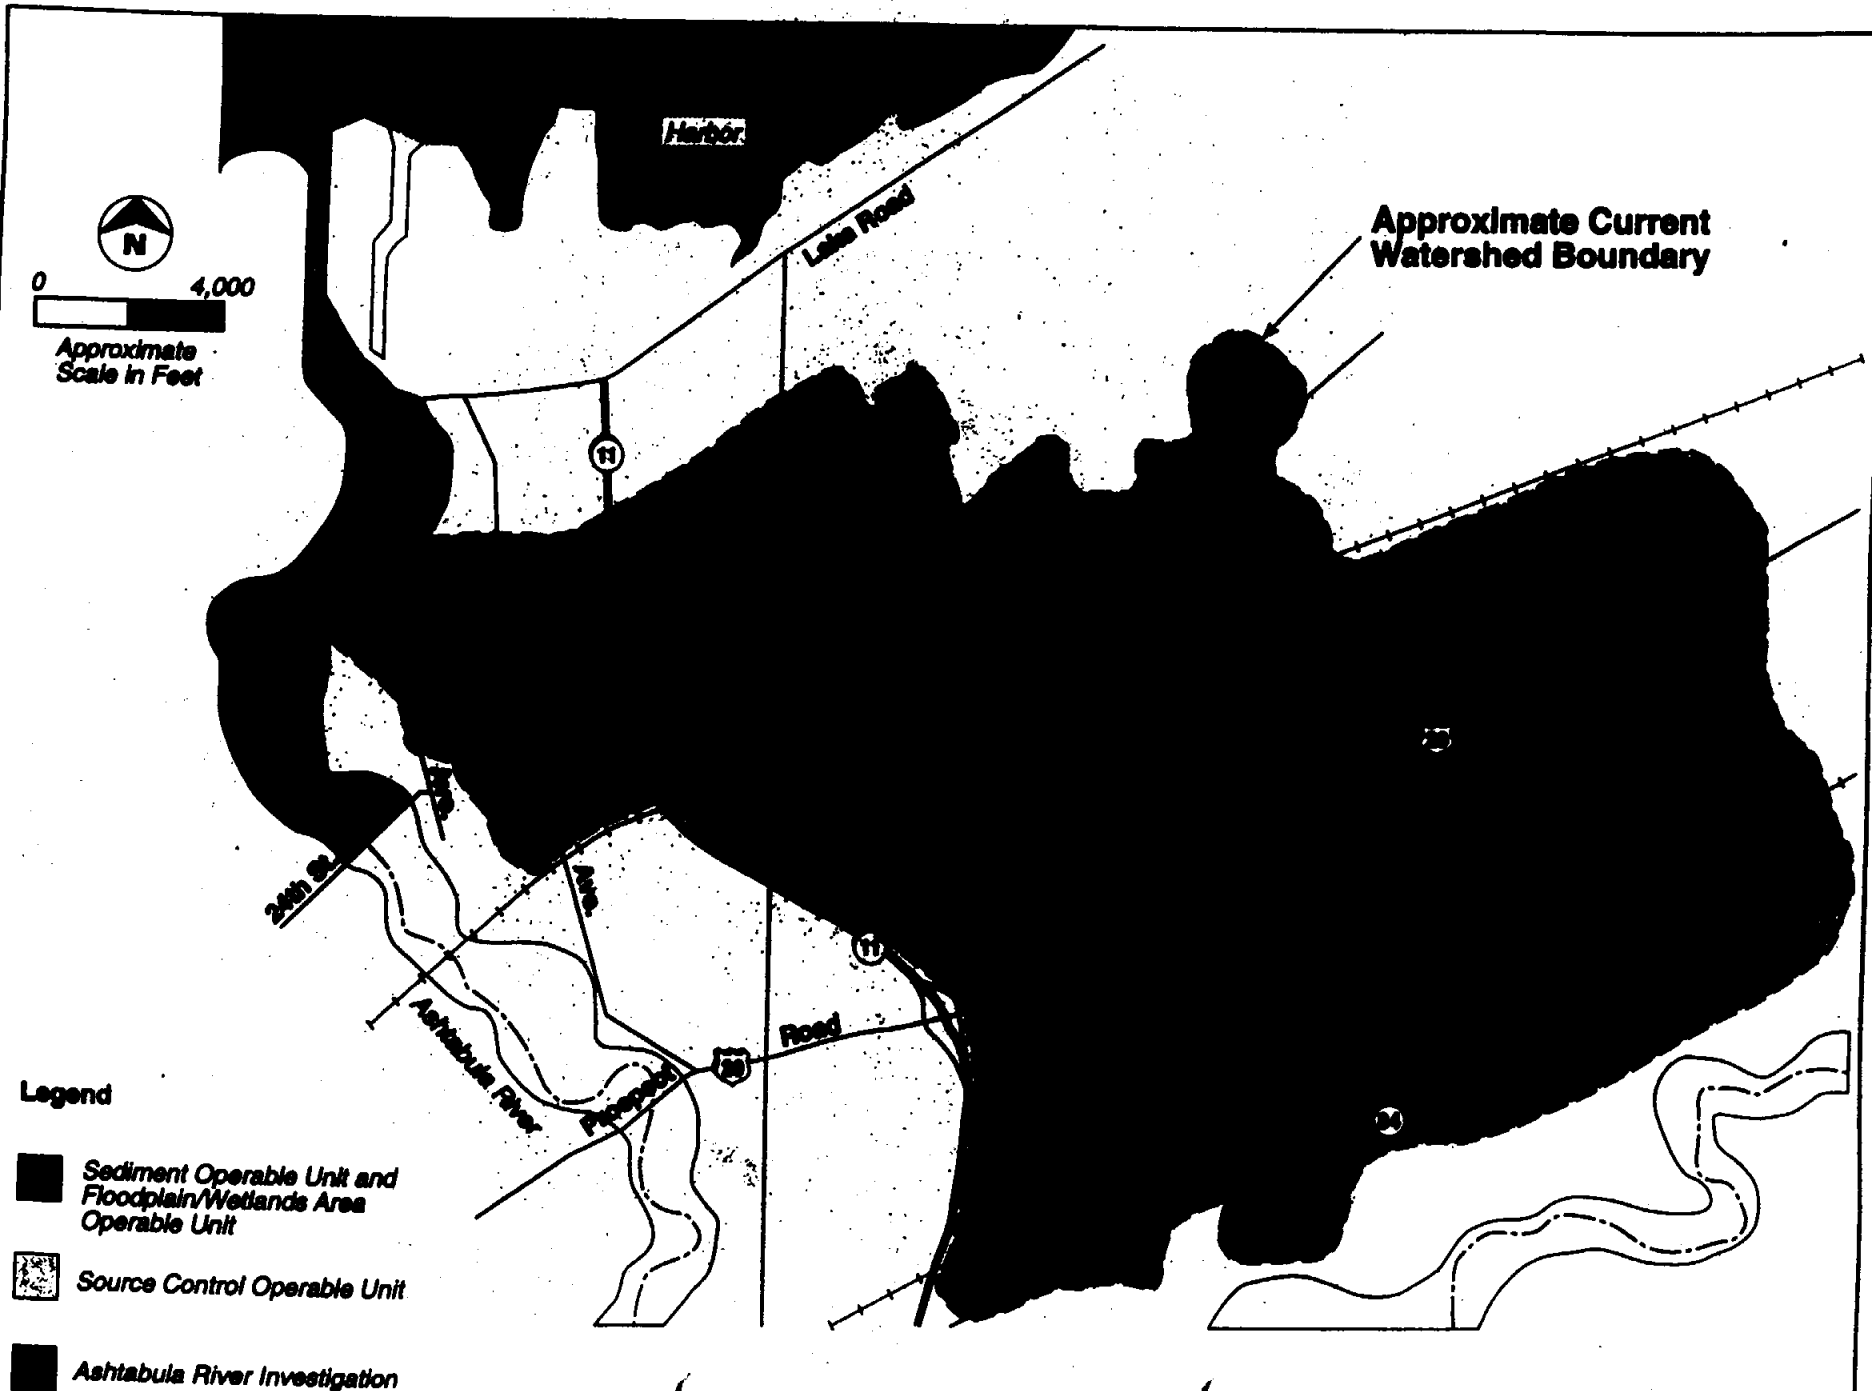 Harbor
N
0 4,000
Approximate
Scale in Feet
Lake Road
Approximate Current
Watershed Boundary
11
Ave.
24th St.
Ave.
11
Road
20
Prospect
Ashtabula River
84
Legend
Sediment Operable Unit and
Floodplain/Wetlands Area
Operable Unit
Source Control Operable Unit
Ashtabula River Investigation